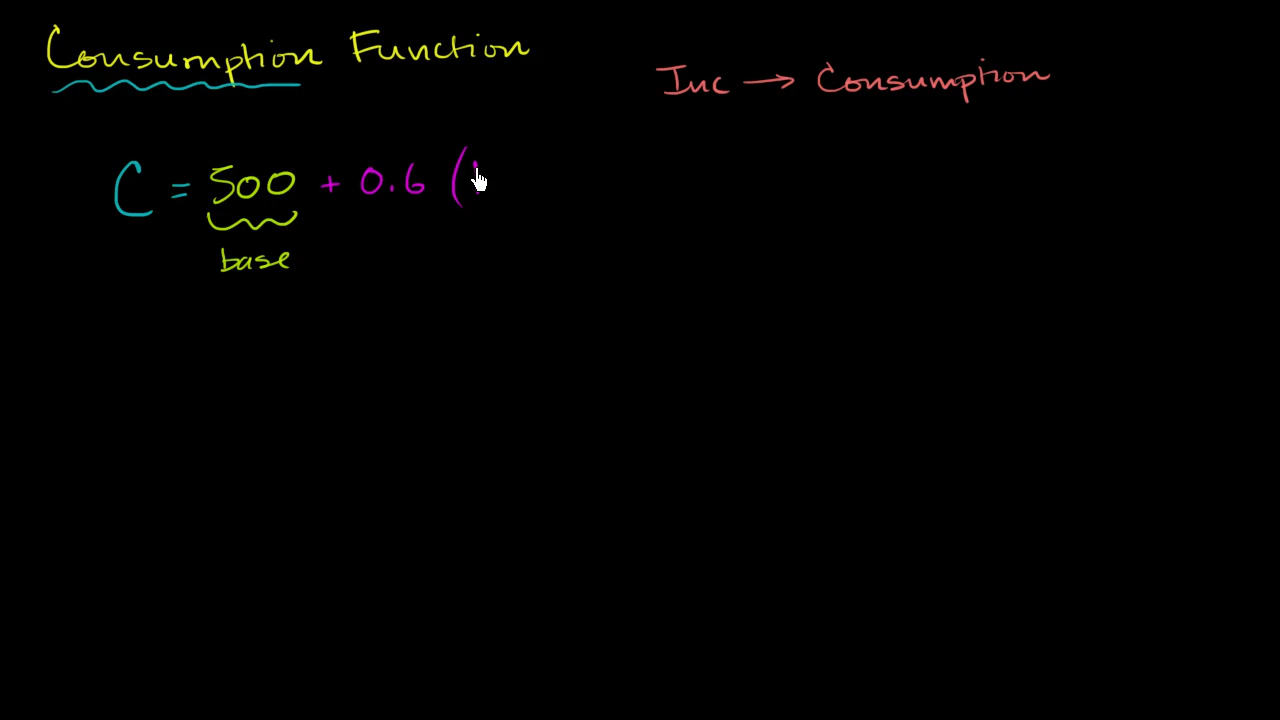 Consumption Function
Inc → Consumption
C = 500 + 0.6 (
base